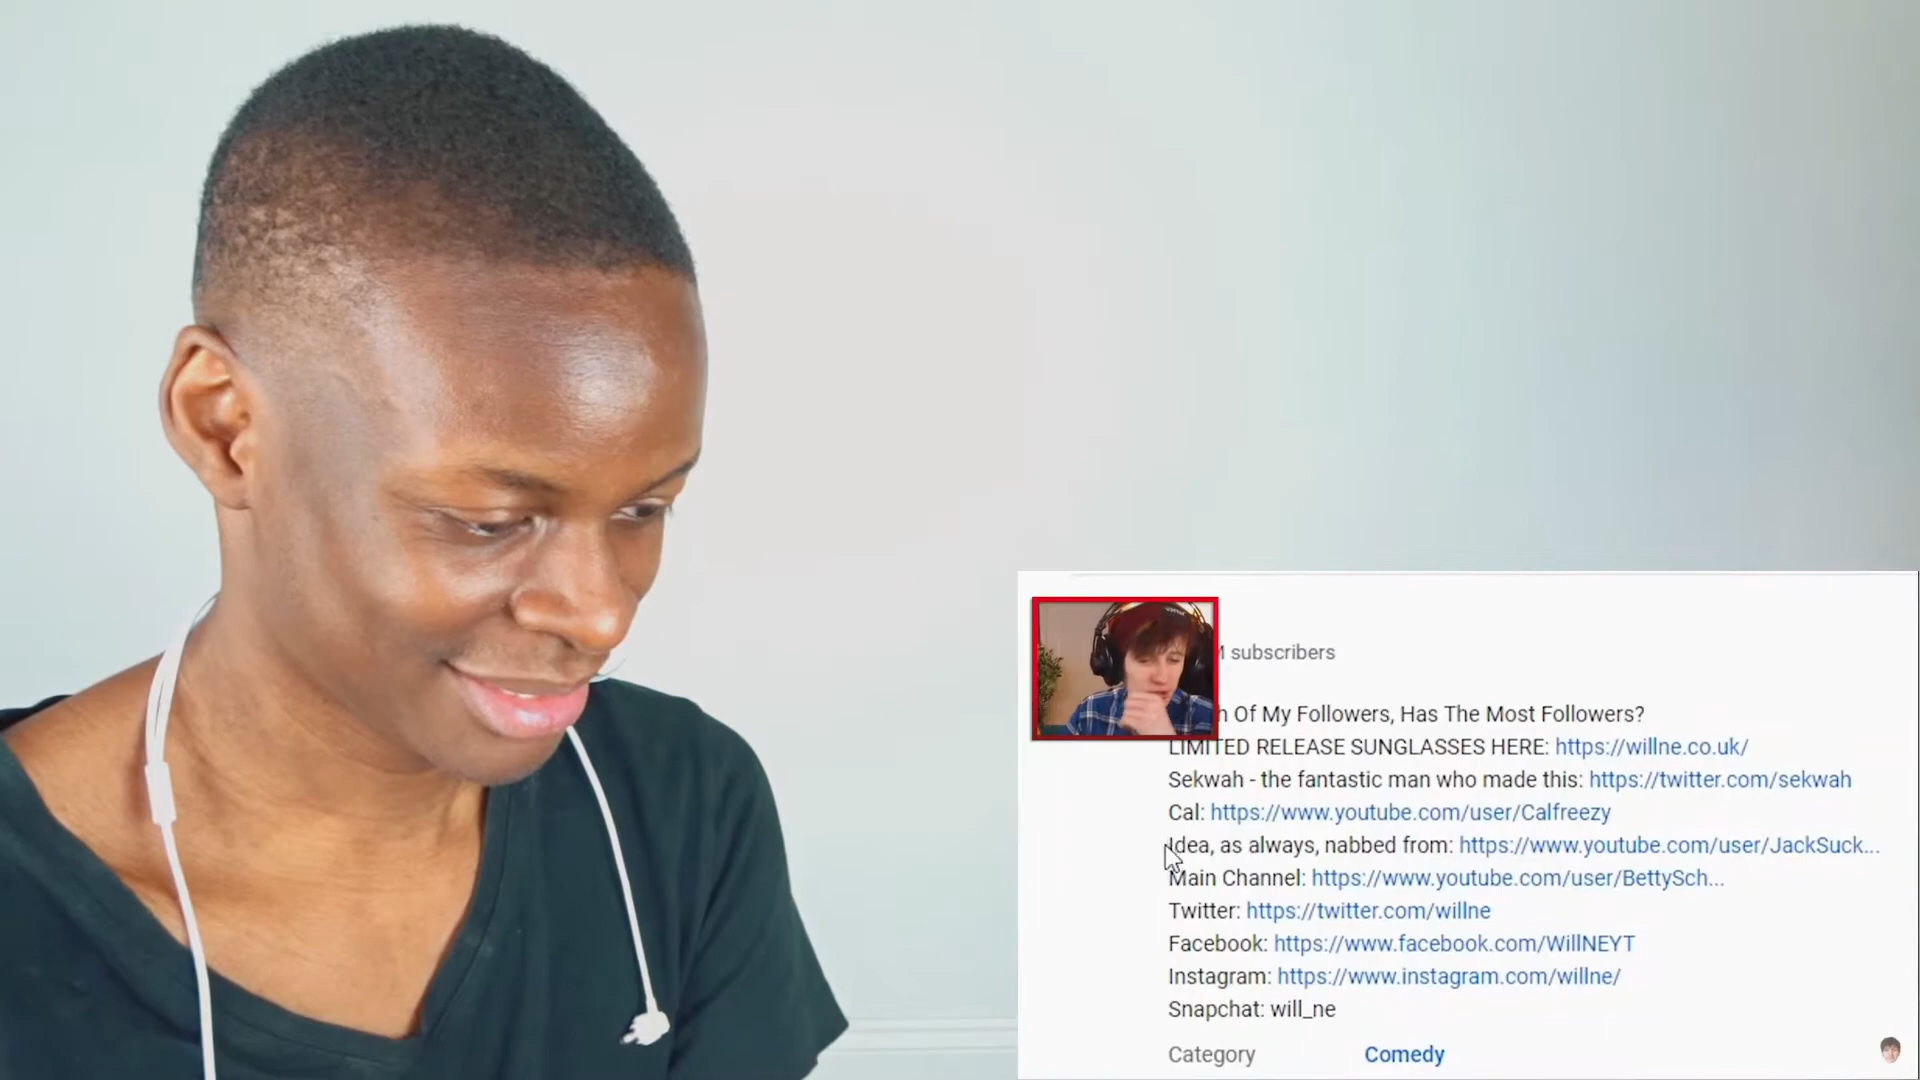 M subscribers
h Of My Followers, Has The Most Followers?
LIMITED RELEASE SUNGLASSES HERE: https://willne.co.uk/
Sekwah - the fantastic man who made this: https://twitter.com/sekwah
Cal: https://www.youtube.com/user/Calfreezy
Idea, as always, nabbed from: https://www.youtube.com/user/JackSuck...
Main Channel: https://www.youtube.com/user/BettySch...
Twitter: https://twitter.com/willne
Facebook: https://www.facebook.com/WillNEYT
Instagram: https://www.instagram.com/willne/
Snapchat: will_ne
Category Comedy